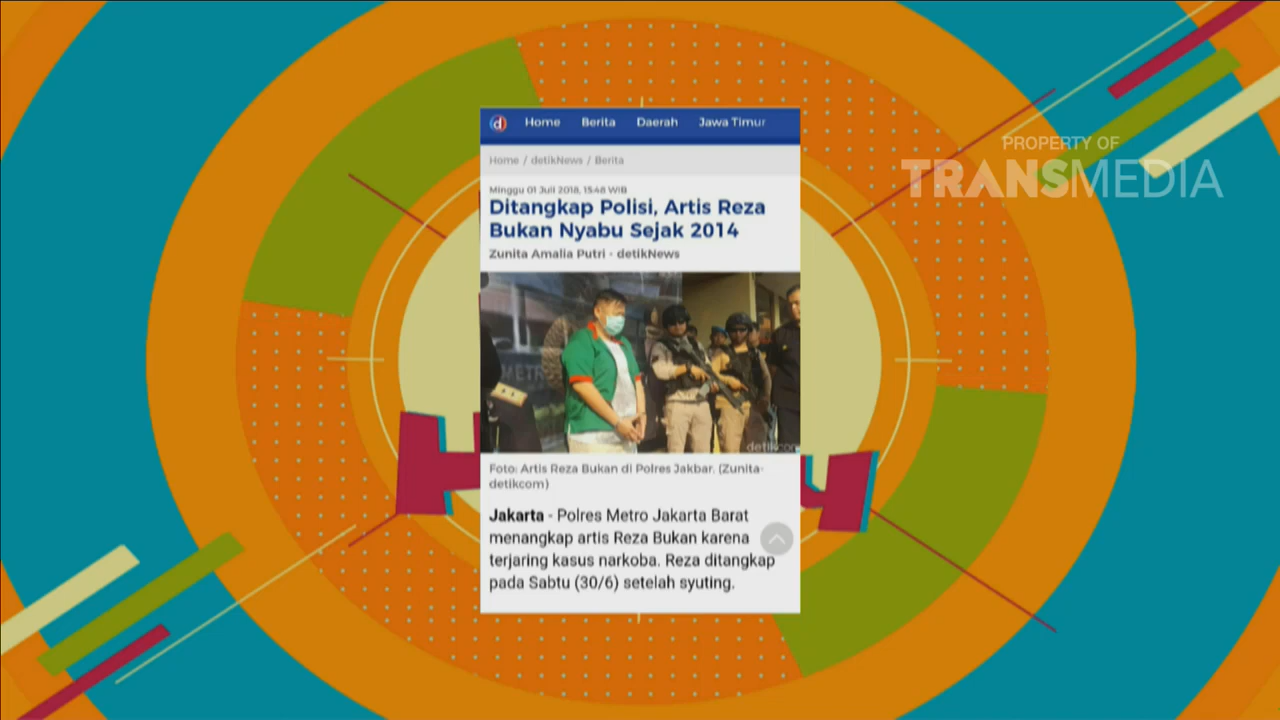 PROPERTY OF
TRANSMEDIA
d Home Berita Daerah Jawa Timur
Home / detikNews / Berita
Minggu 01 Juli 2018, 15:48 WIB
Ditangkap Polisi, Artis Reza
Bukan Nyabu Sejak 2014
Zunita Amalia Putri - detikNews
METRO
detikcom
Foto: Artis Reza Bukan di Polres Jakbar. (Zunita-
detikcom)
Jakarta - Polres Metro Jakarta Barat
menangkap artis Reza Bukan karena
terjaring kasus narkoba. Reza ditangkap
pada Sabtu (30/6) setelah syuting.